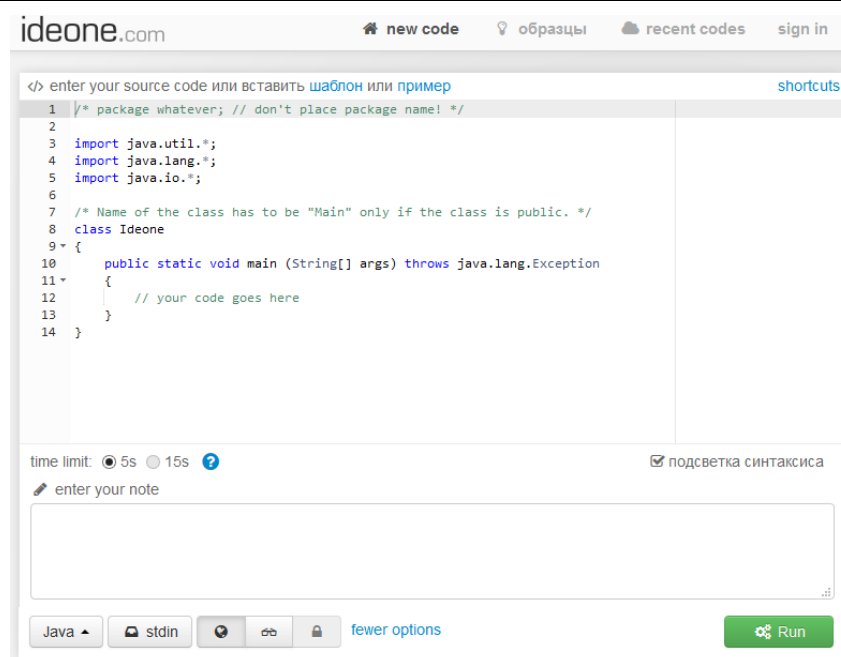 ideone.com new code образцы recent codes sign in
</> enter your source code или вставить шаблон или пример shortcuts
1 /* package whatever; // don't place package name! */
2
3 import java.util.*;
4 import java.lang.*;
5 import java.io.*;
6
7 /* Name of the class has to be "Main" only if the class is public. */
8 class Ideone
9 {
10 public static void main (String[] args) throws java.lang.Exception
11 {
12 // your code goes here
13 }
14 }
time limit: 5s 15s ? подсветка синтаксиса
enter your note
Java stdin fewer options Run